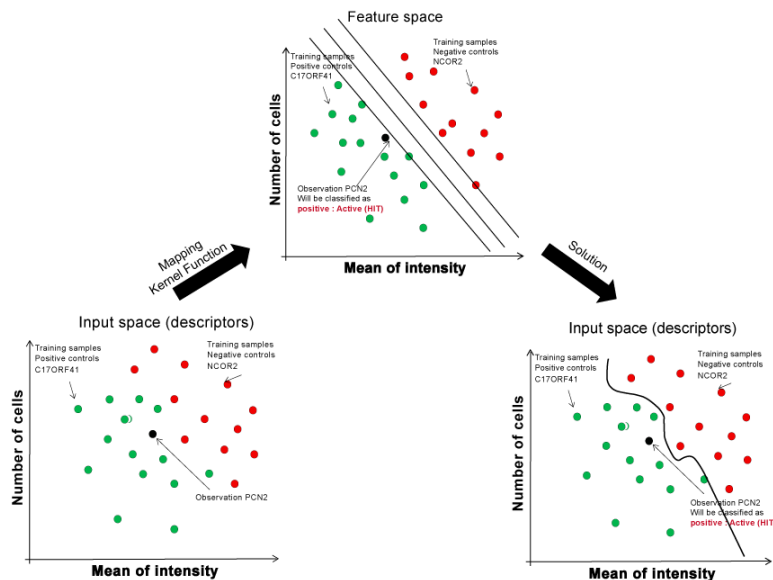 Feature space
Training samples
Positive controls
C17ORF41
Training samples
Negative controls
NCOR2
Number of cells
Observation PCN2
Will be classified as
positive : Active (HIT)
Mean of intensity
Mapping
Kernel Function
Solution
Input space (descriptors)
Training samples
Positive controls
C17ORF41
Training samples
Negative controls
NCOR2
Number of cells
Observation PCN2
Mean of intensity
Input space (descriptors)
Training samples
Positive controls
C17ORF41
Training samples
Negative controls
NCOR2
Number of cells
Observation PCN2
Will be classified as
positive : Active (HIT
Mean of intensity